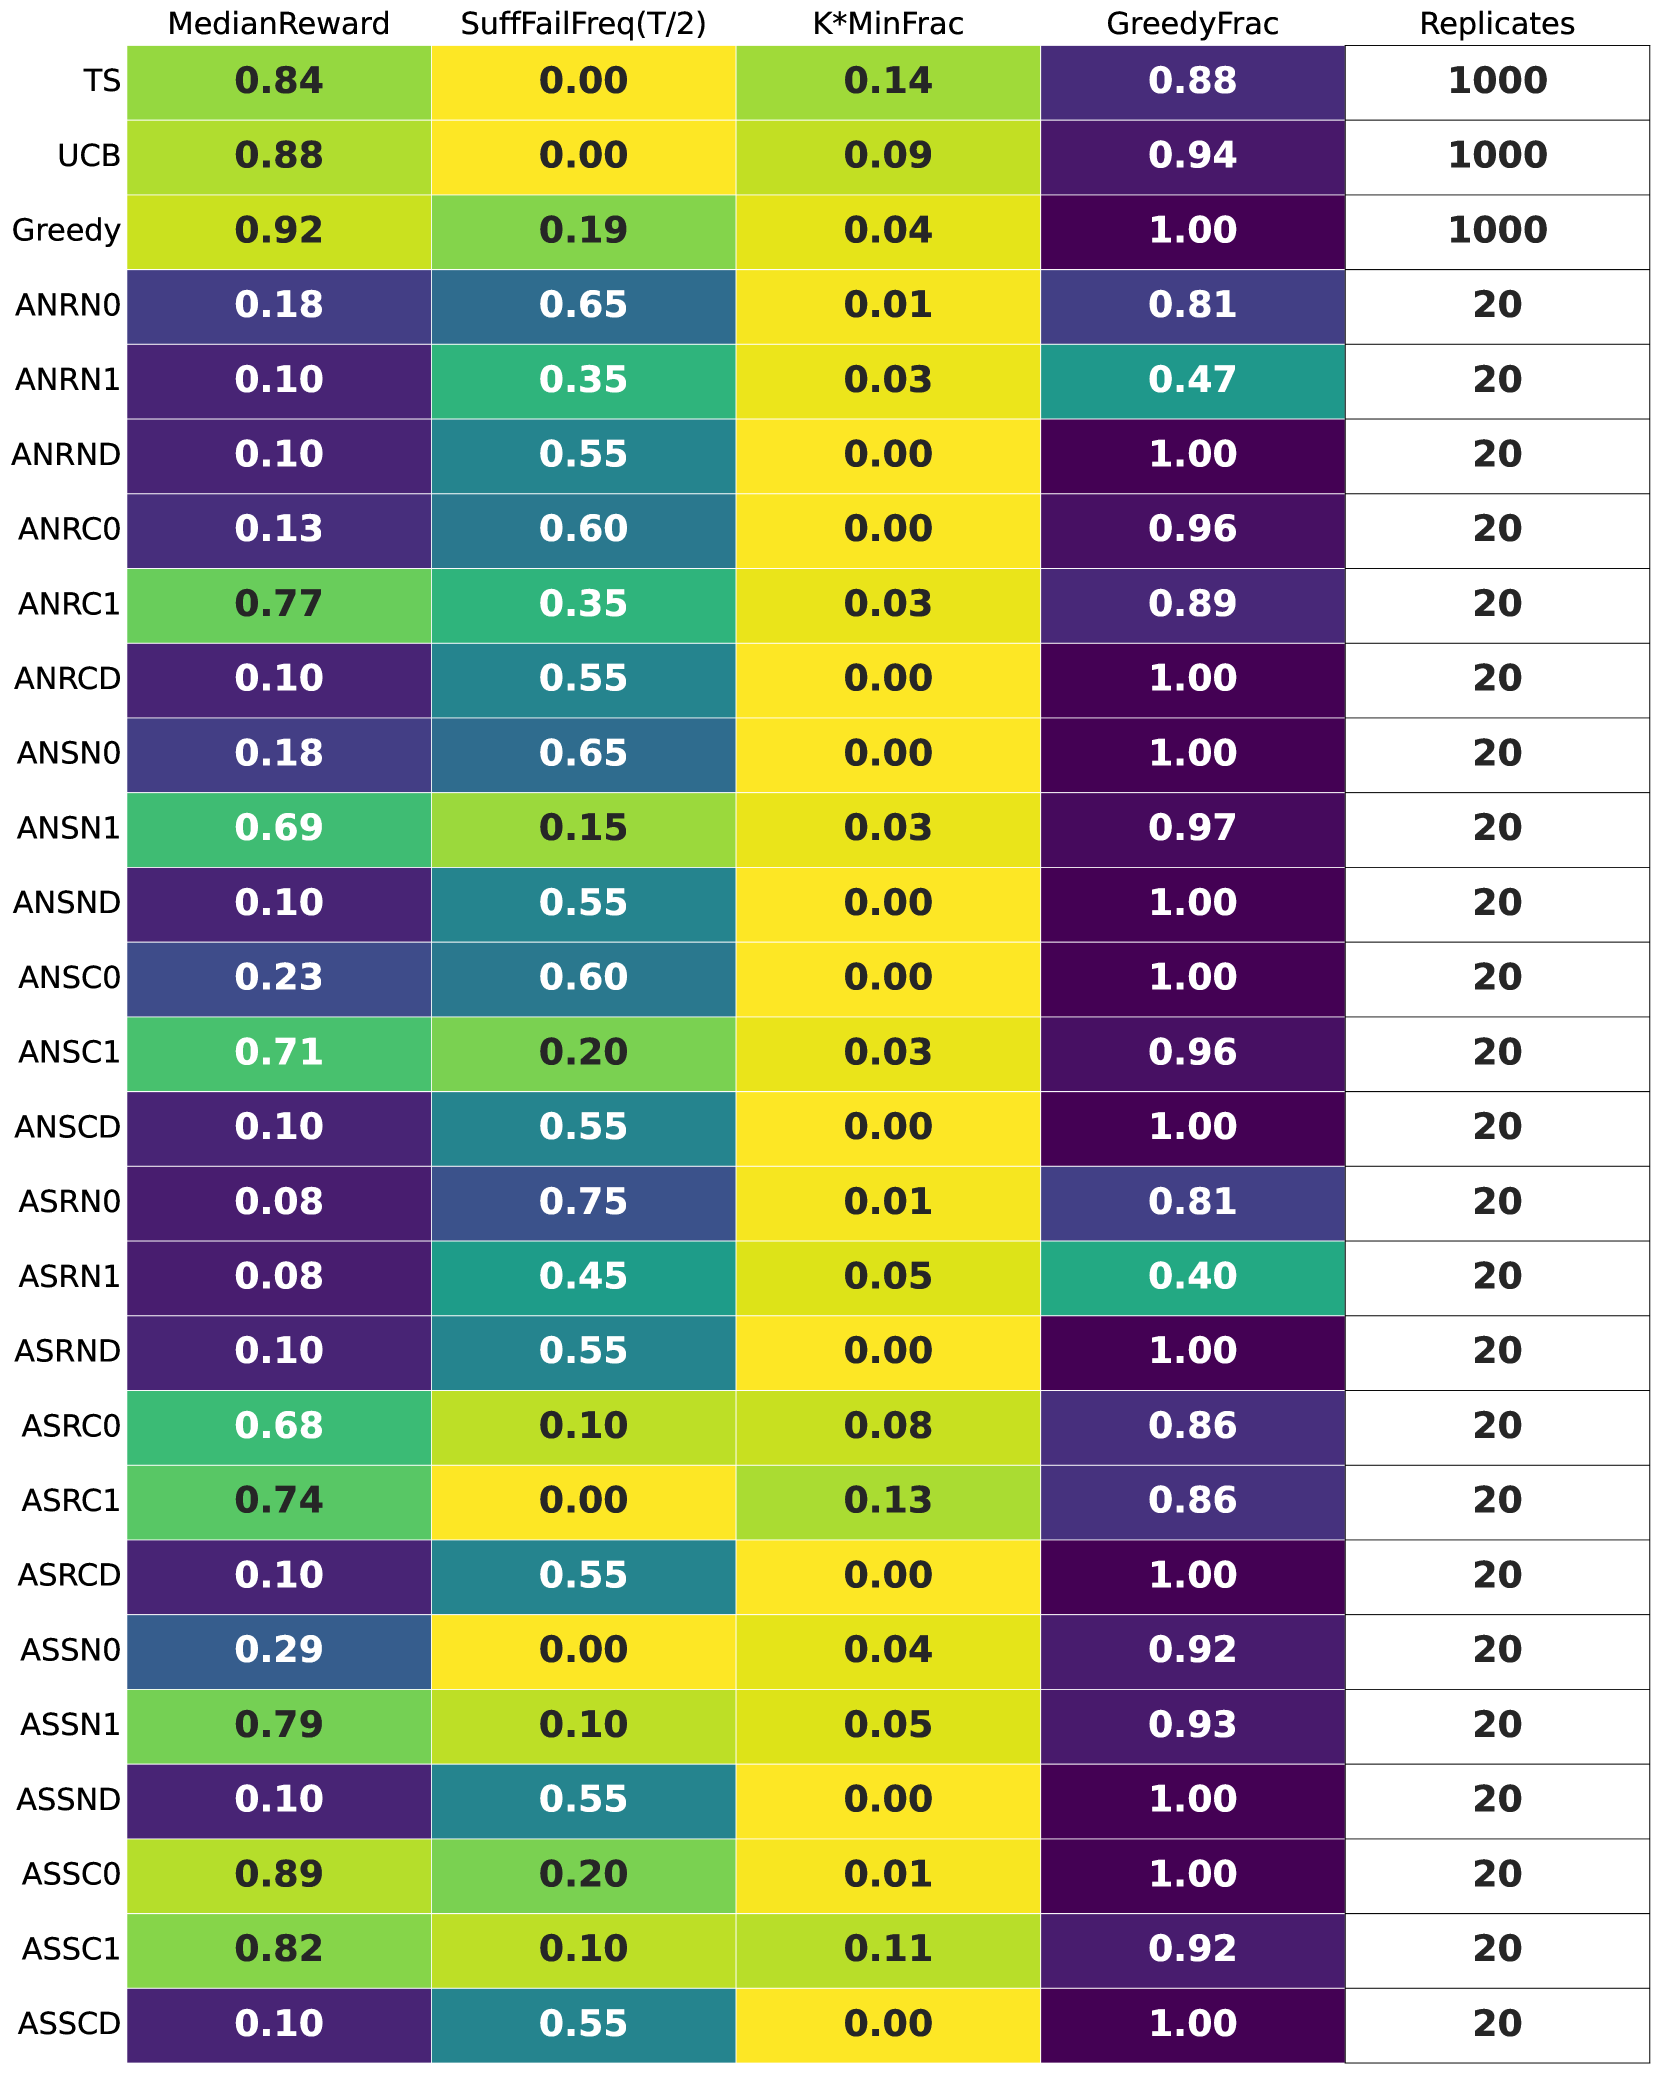 MedianReward SuffFailFreq(T/2) K*MinFrac GreedyFrac Replicates
TS 0.84 0.00 0.14 0.88 1000
UCB 0.88 0.00 0.09 0.94 1000
Greedy 0.92 0.19 0.04 1.00 1000
ANRN0 0.18 0.65 0.01 0.81 20
ANRN1 0.10 0.35 0.03 0.47 20
ANRND 0.10 0.55 0.00 1.00 20
ANRC0 0.13 0.60 0.00 0.96 20
ANRC1 0.77 0.35 0.03 0.89 20
ANRCD 0.10 0.55 0.00 1.00 20
ANSN0 0.18 0.65 0.00 1.00 20
ANSN1 0.69 0.15 0.03 0.97 20
ANSND 0.10 0.55 0.00 1.00 20
ANSC0 0.23 0.60 0.00 1.00 20
ANSC1 0.71 0.20 0.03 0.96 20
ANSCD 0.10 0.55 0.00 1.00 20
ASRN0 0.08 0.75 0.01 0.81 20
ASRN1 0.08 0.45 0.05 0.40 20
ASRND 0.10 0.55 0.00 1.00 20
ASRC0 0.68 0.10 0.08 0.86 20
ASRC1 0.74 0.00 0.13 0.86 20
ASRCD 0.10 0.55 0.00 1.00 20
ASSN0 0.29 0.00 0.04 0.92 20
ASSN1 0.79 0.10 0.05 0.93 20
ASSND 0.10 0.55 0.00 1.00 20
ASSC0 0.89 0.20 0.01 1.00 20
ASSC1 0.82 0.10 0.11 0.92 20
ASSCD 0.10 0.55 0.00 1.00 20